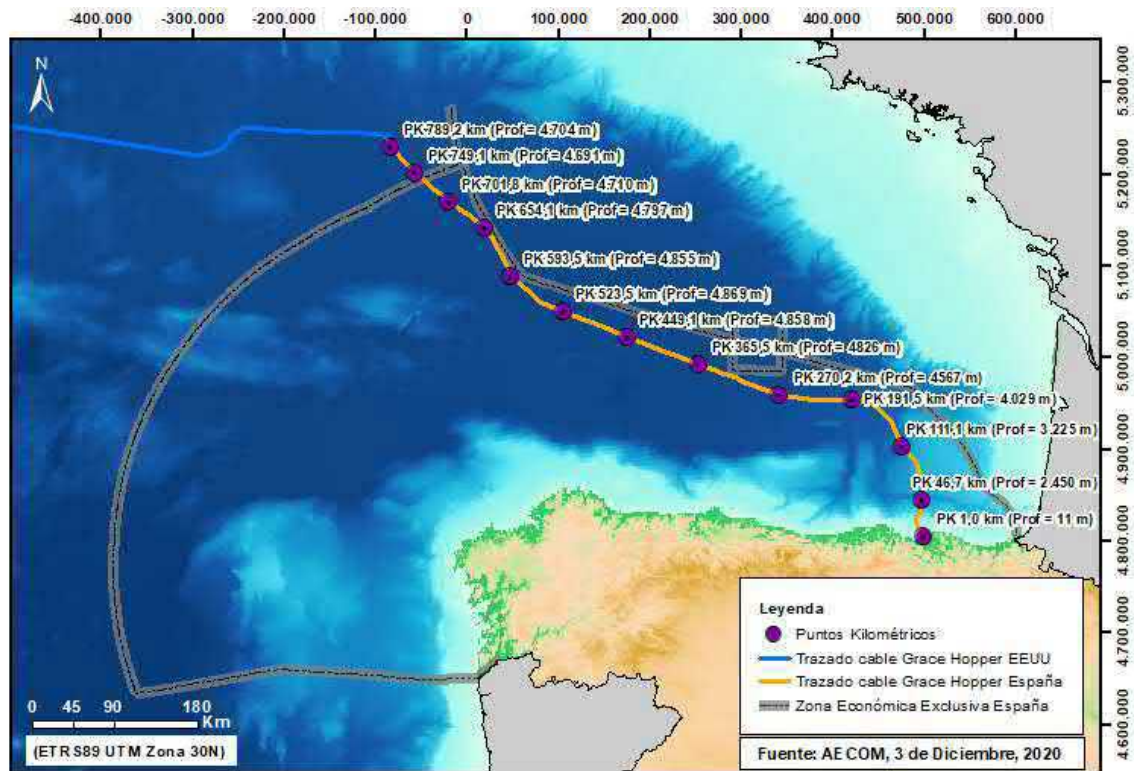 -400.000 -300.000 -200.000 -100.000 0 100.000 200.000 300.000 400.000 500.000 600.000
N
5.300.000
5.200.000
5.100.000
5.000.000
4.900.000
4.800.000
4.700.000
4.600.000
PK 789,2 km (Prof = 4.704 m)
PK 749,1 km (Prof = 4.691 m)
PK 701,8 km (Prof = 4.710 m)
PK 654,1 km (Prof = 4.797 m)
PK 593,5 km (Prof = 4.855 m)
PK 523,5 km (Prof = 4.869 m)
PK 449,1 km (Prof = 4.858 m)
PK 365,5 km (Prof = 4826 m)
PK 270,2 km (Prof = 4567 m)
PK 191,5 km (Prof = 4.029 m)
PK 111,1 km (Prof = 3.225 m)
PK 46,7 km (Prof = 2.450 m)
PK 1,0 km (Prof = 11 m)
Leyenda
Puntos Kilométricos
Trazado cable Grace Hopper EEUU
Trazado cable Grace Hopper España
Zona Económica Exclusiva España
0 45 90 180
Km
(ETRS89 UTM Zona 30N)
Fuente: AECOM, 3 de Diciembre, 2020